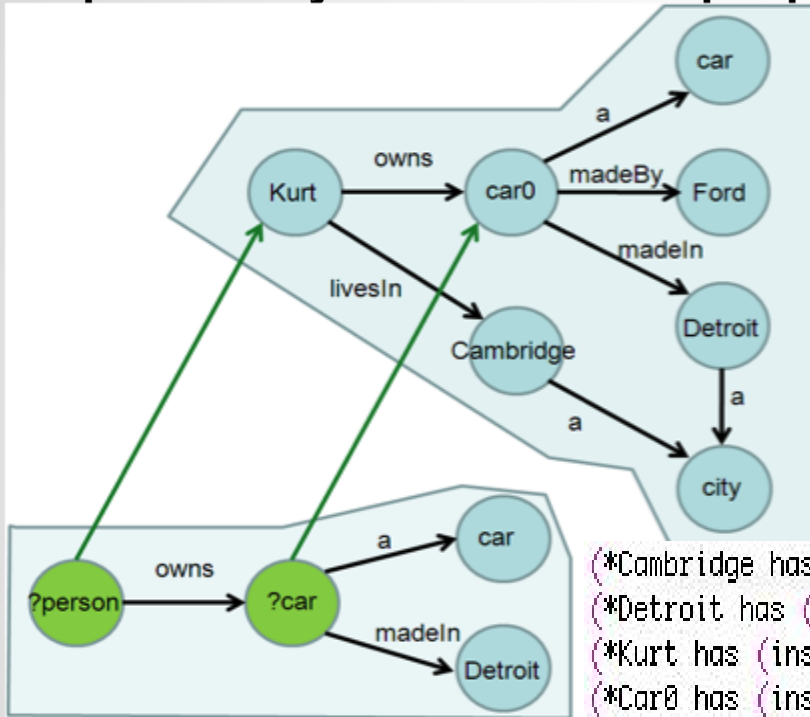 car
a
owns
madeBy
Kurt
car0
Ford
madeIn
livesIn
Detroit
Cambridge
a
a
city
car
a
owns
?person
?car
madeIn
Detroit
(*Cambridge has
(*Detroit has (
(*Kurt has (ins
(*Car0 has (ins